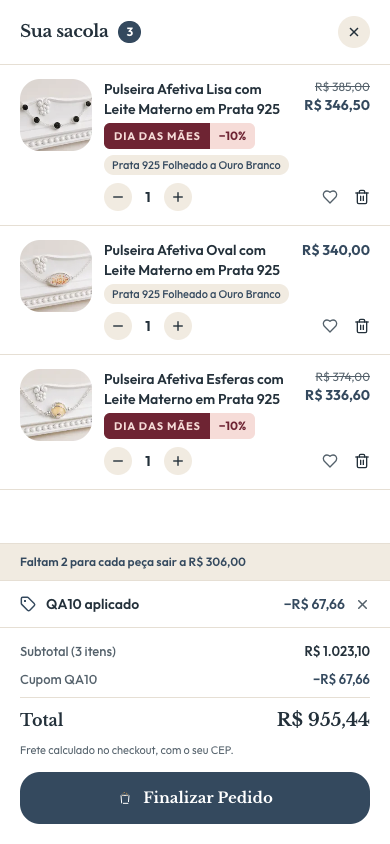 Sua sacola 3
Pulseira Afetiva Lisa com
Leite Materno em Prata 925
R$ 385,00
R$ 346,50
DIA DAS MÃES −10%
Prata 925 Folheado a Ouro Branco
− 1 +
Pulseira Afetiva Oval com
Leite Materno em Prata 925
R$ 340,00
Prata 925 Folheado a Ouro Branco
− 1 +
Pulseira Afetiva Esferas com
Leite Materno em Prata 925
R$ 374,00
R$ 336,60
DIA DAS MÃES −10%
− 1 +
Faltam 2 para cada peça sair a R$ 306,00
QA10 aplicado −R$ 67,66
Subtotal (3 itens) R$ 1.023,10
Cupom QA10 −R$ 67,66
Total R$ 955,44
Frete calculado no checkout, com o seu CEP.
Finalizar Pedido